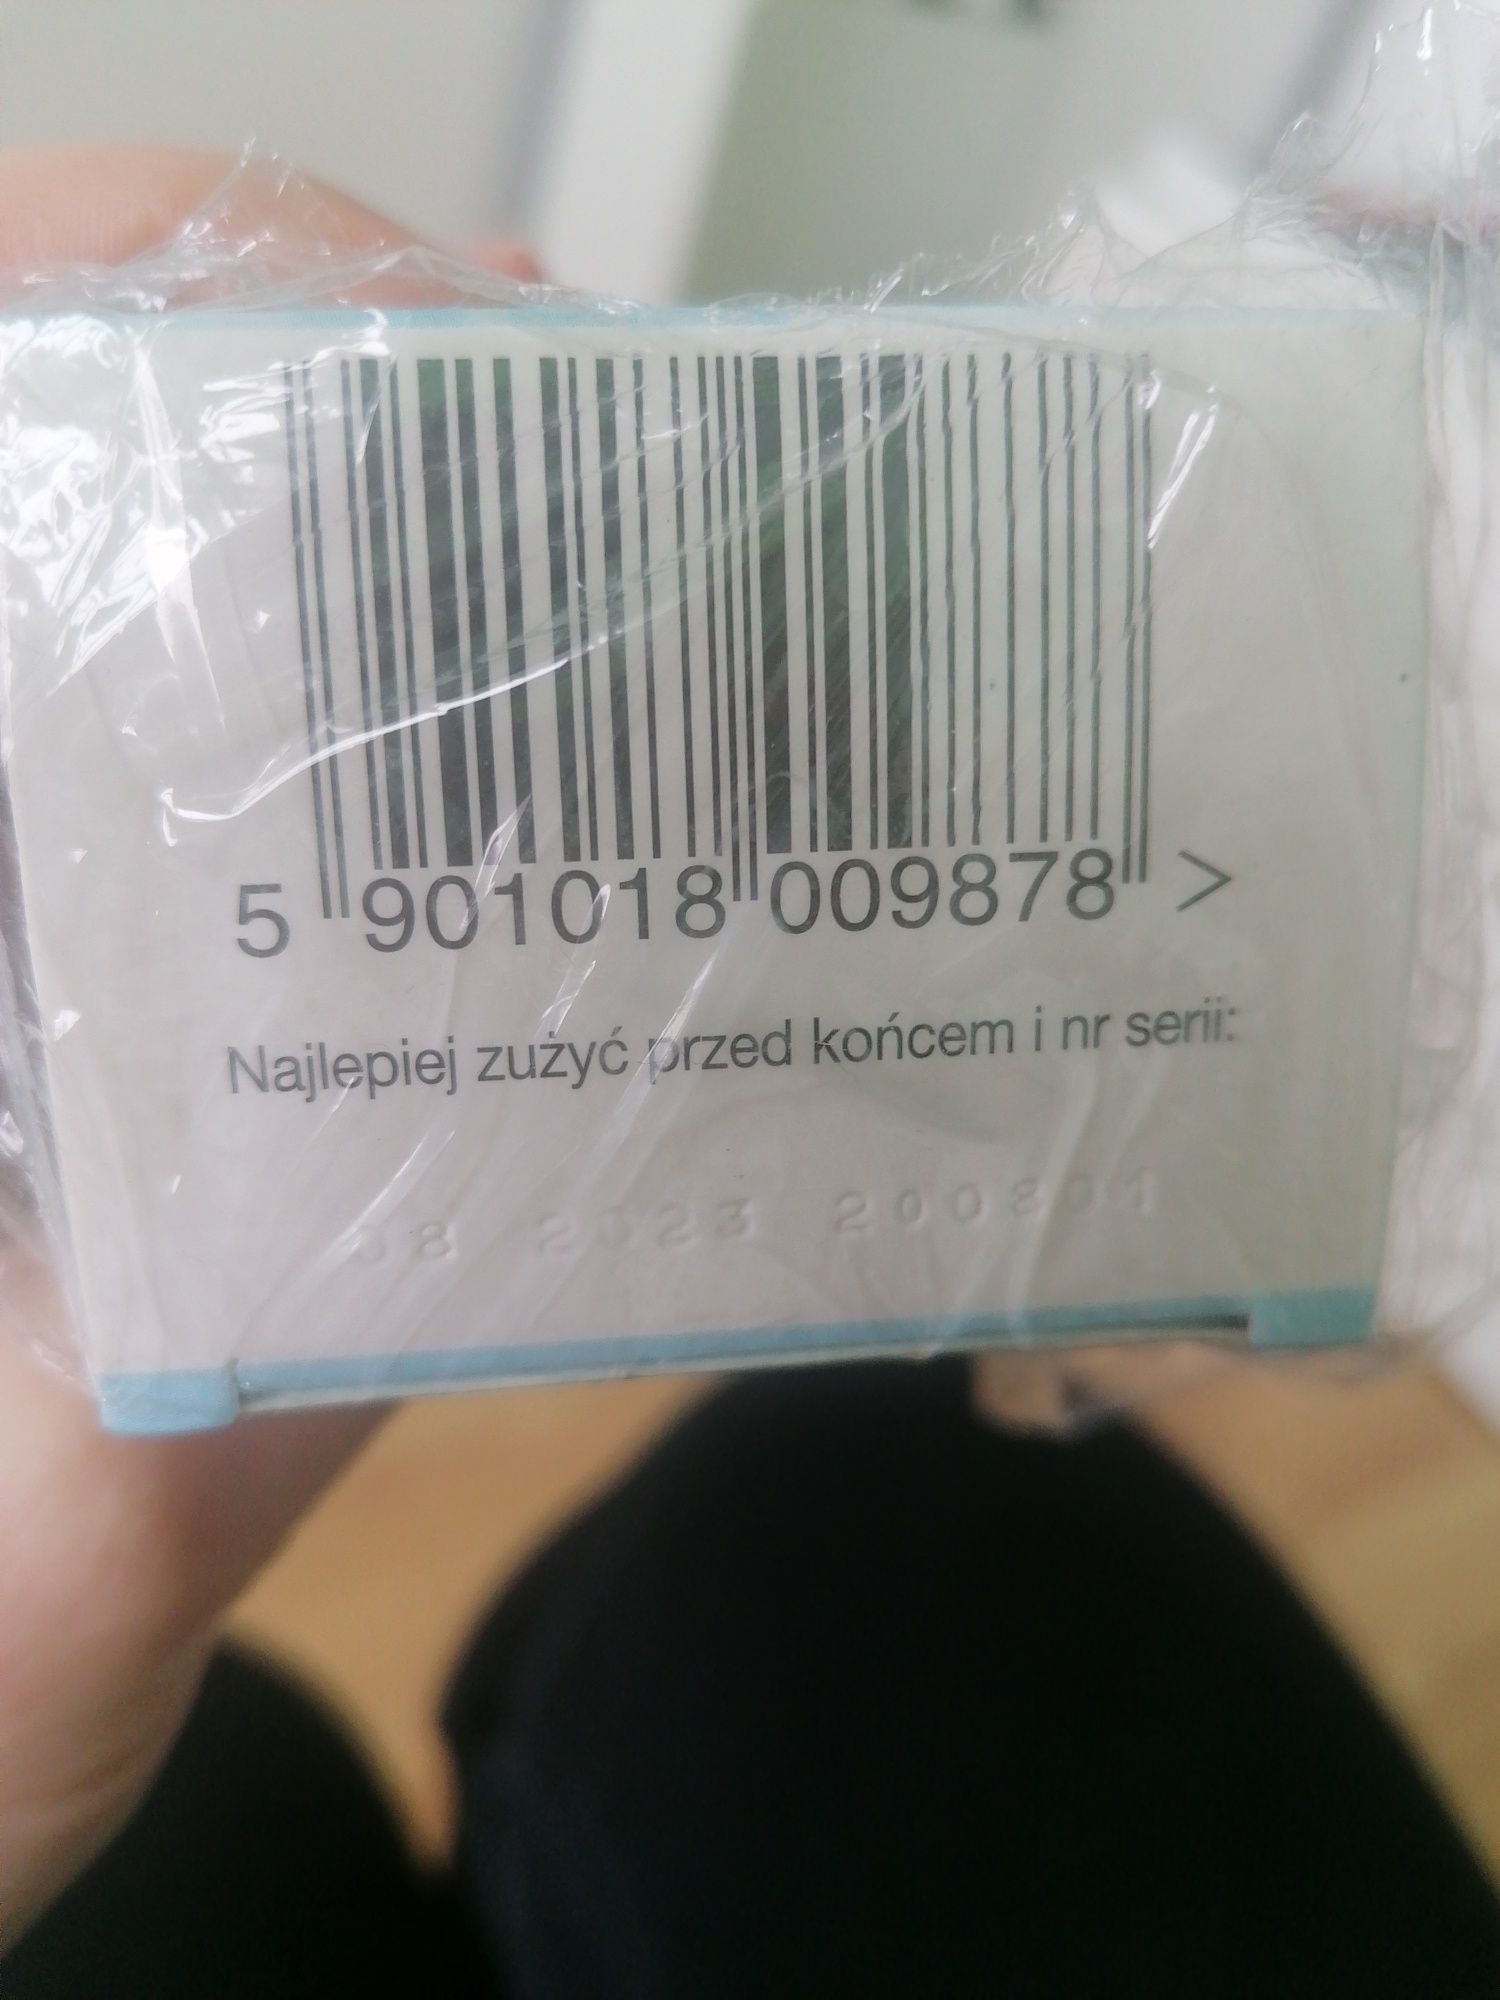 5 901018 009878 >
Najlepiej zużyć przed końcem i nr serii:
08 2023 200801